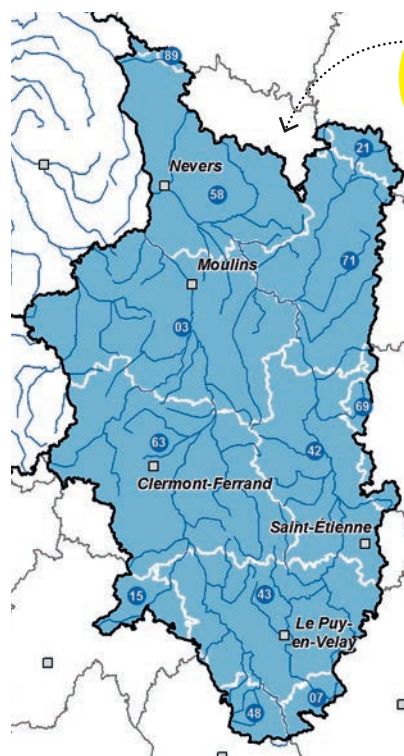 89
21
Nevers
58
71
Moulins
03
69
63
42
Clermont-Ferrand
Saint-Étienne
15
43
Le Puy-
en-Velay
48
07